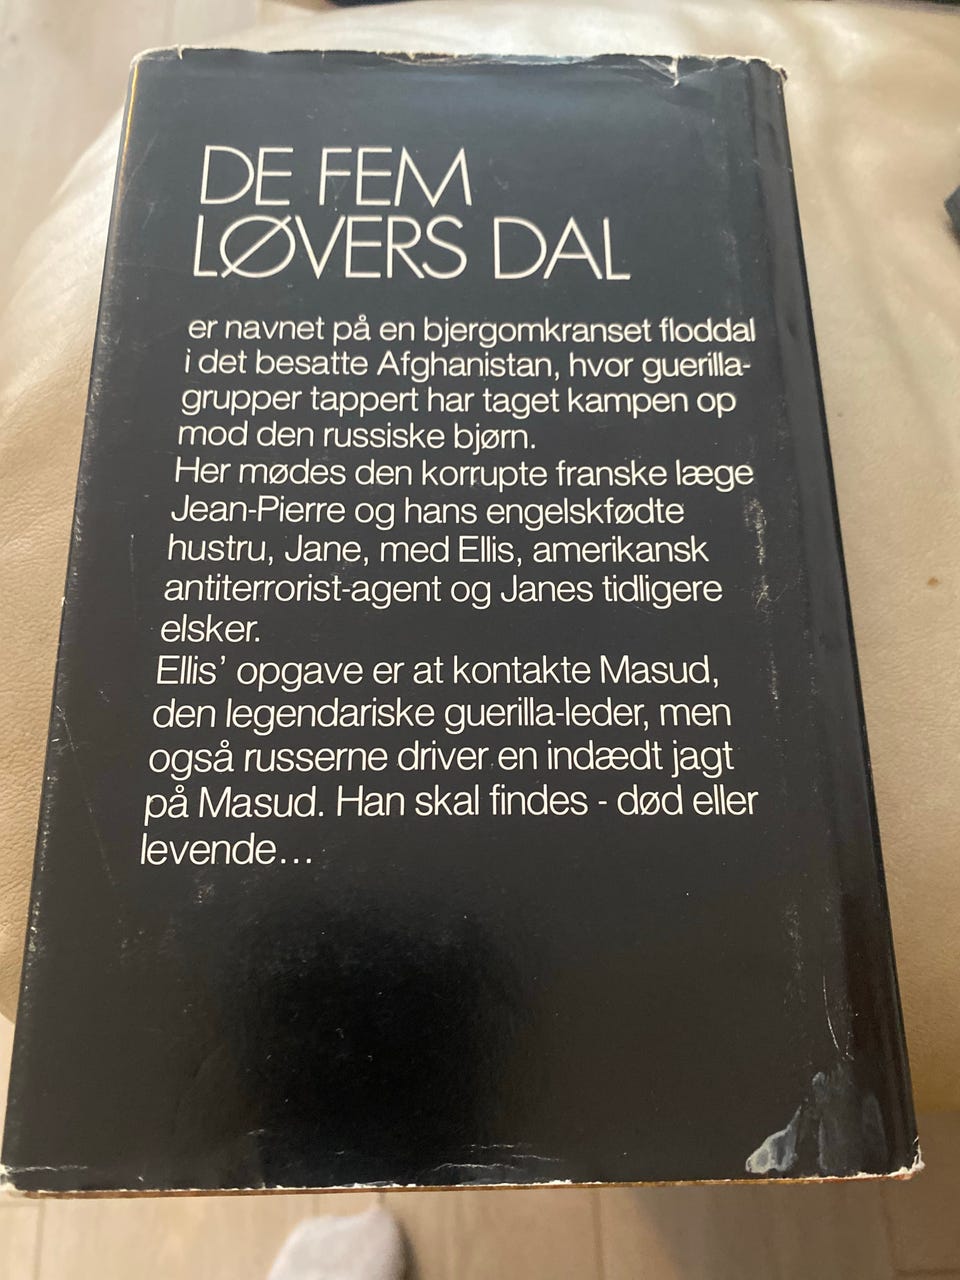 DE FEM
LØVERS DAL
er navnet på en bjergomkranset floddal
i det besatte Afghanistan, hvor guerilla-
grupper tappert har taget kampen op
mod den russiske bjørn.
Her mødes den korrupte franske læge
Jean-Pierre og hans engelskfødte
hustru, Jane, med Ellis, amerikansk
antiterrorist-agent og Janes tidligere
elsker.
Ellis' opgave er at kontakte Masud,
den legendariske guerilla-leder, men
også russerne driver en indædt jagt
på Masud. Han skal findes - død eller
levende...